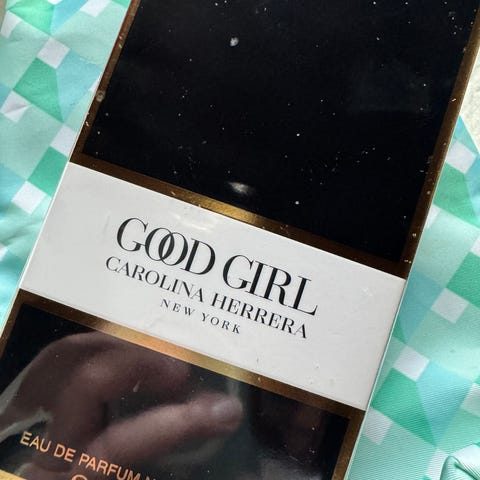 GOOD GIRL
CAROLINA HERRERA
NEW YORK
EAU DE PARFUM